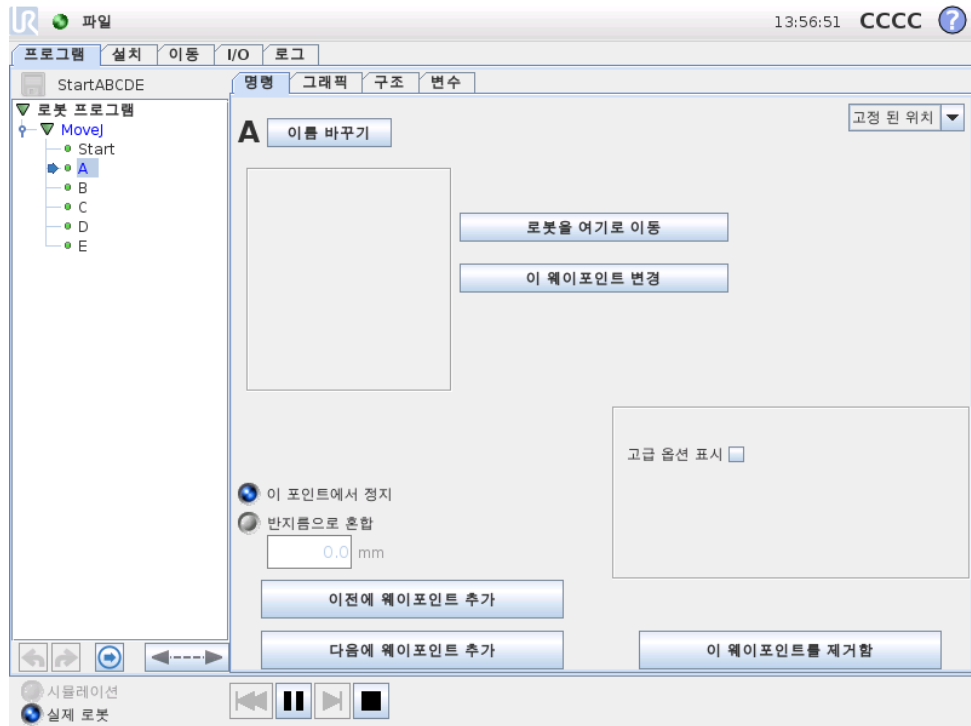 UR 파일 13:56:51 CCCC ?
프로그램 설치 이동 I/O 로그
StartABCDE
명령 그래픽 구조 변수
로봇 프로그램
MoveJ
Start
A
B
C
D
E
A 이름 바꾸기
고정 된 위치
로봇을 여기로 이동
이 웨이포인트 변경
고급 옵션 표시
이 포인트에서 정지
반지름으로 혼합
0.0 mm
이전에 웨이포인트 추가
다음에 웨이포인트 추가
이 웨이포인트를 제거함
시뮬레이션
실제 로봇